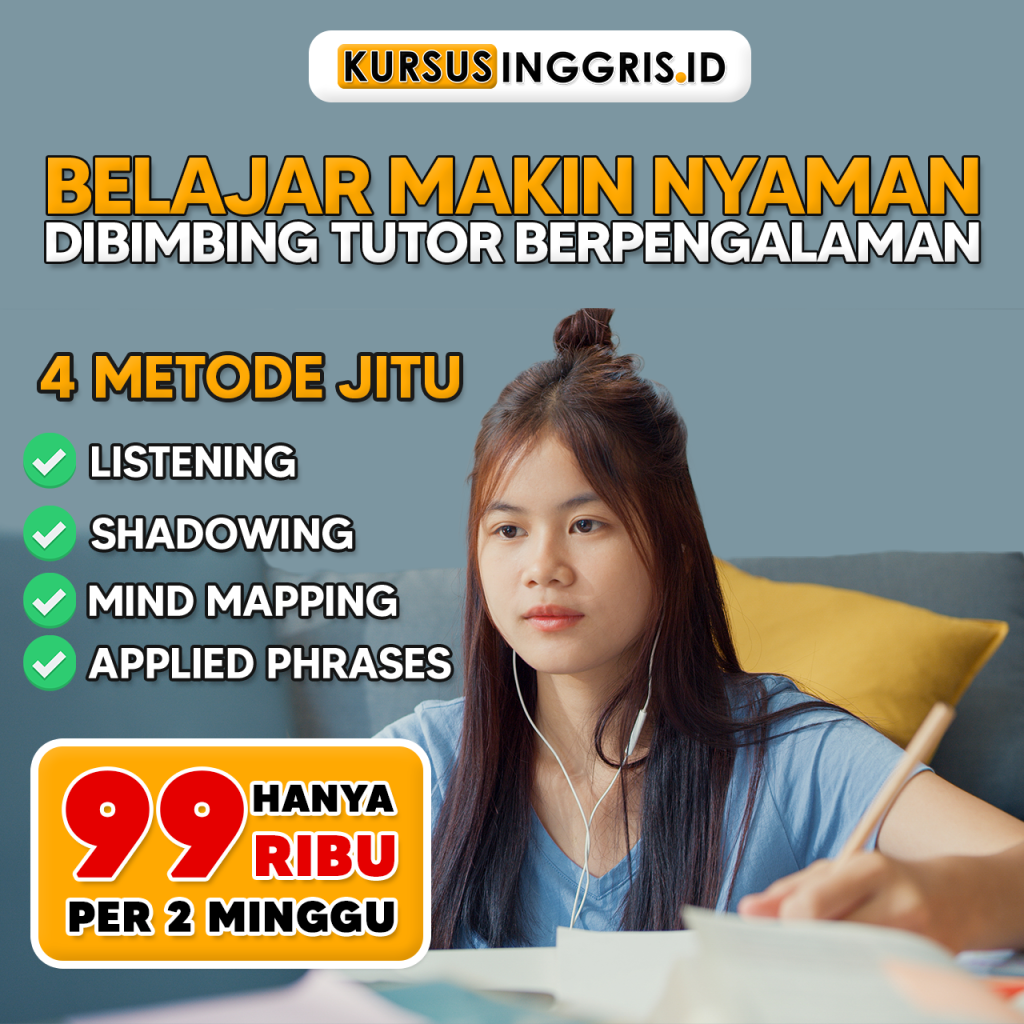 KURSUSINGGRIS.ID
BELAJAR MAKIN NYAMAN
DIBIMBING TUTOR BERPENGALAMAN
4 METODE JITU
LISTENING
SHADOWING
MIND MAPPING
APPLIED PHRASES
99 HANYA
RIBU
PER 2 MINGGU